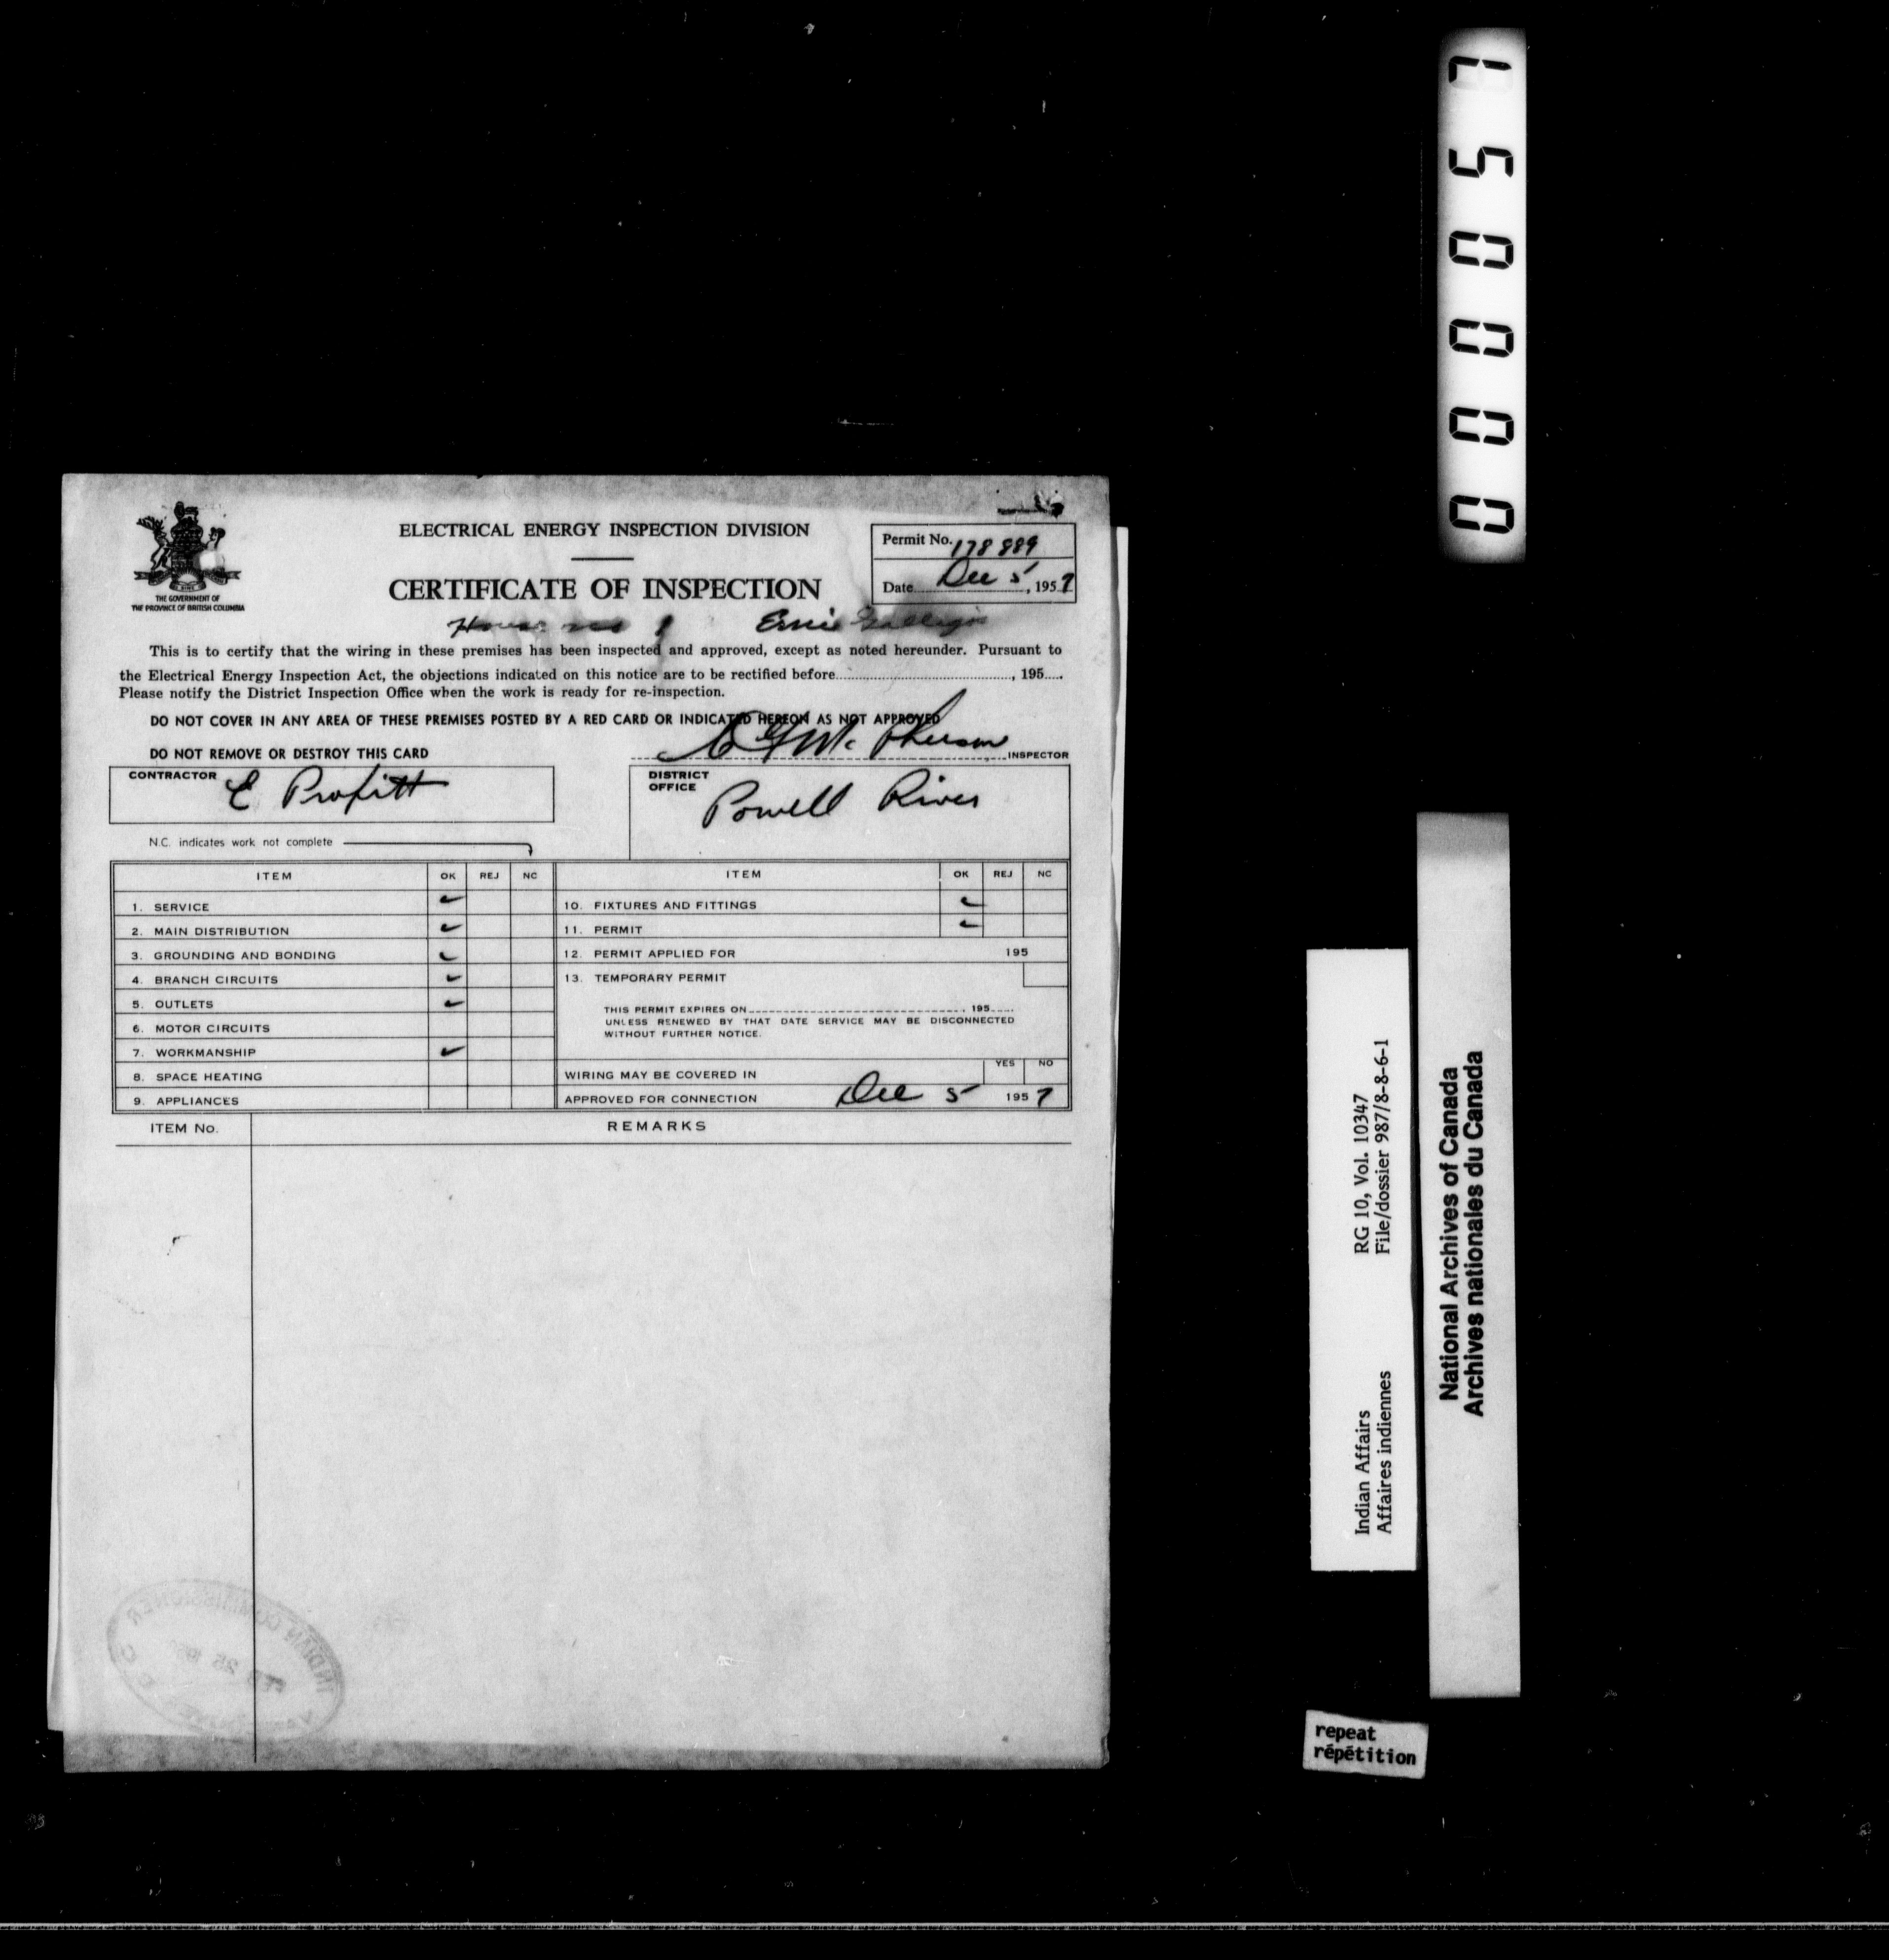 THE GOVERNMENT OF
THE PROVINCE OF BRITISH COLUMBIA
ELECTRICAL ENERGY INSPECTION DIVISION
CERTIFICATE OF INSPECTION
Permit No. 178889
Date Dec 5, 1957
House no 1 Ernie
This is to certify that the wiring in these premises has been inspected and approved, except as noted hereunder. Pursuant to
the Electrical Energy Inspection Act, the objections indicated on this notice are to be rectified before, 195
Please notify the District Inspection Office when the work is ready for re-inspection.
DO NOT COVER IN ANY AREA OF THESE PREMISES POSTED BY A RED CARD OR INDICATED HEREON AS NOT APPROVED
DO NOT REMOVE OR DESTROY THIS CARD
McPherson INSPECTOR
CONTRACTOR E Profitt
DISTRICT OFFICE Powell River
N.C. indicates work not complete
ITEM OK REJ NC ITEM OK REJ NC
1. SERVICE ✓
2. MAIN DISTRIBUTION ✓
3. GROUNDING AND BONDING ✓
4. BRANCH CIRCUITS ✓
5. OUTLETS ✓
6. MOTOR CIRCUITS
7. WORKMANSHIP ✓
8. SPACE HEATING
9. APPLIANCES
10. FIXTURES AND FITTINGS ✓
11. PERMIT ✓
12. PERMIT APPLIED FOR 195
13. TEMPORARY PERMIT
THIS PERMIT EXPIRES ON, 195
UNLESS RENEWED BY THAT DATE SERVICE MAY BE DISCONNECTED
WITHOUT FURTHER NOTICE.
WIRING MAY BE COVERED IN YES NO
APPROVED FOR CONNECTION Dec 5 1957
ITEM No. REMARKS
INDIAN COMMISSIONER
000057
RG 10, Vol. 10347
File/dossier 987/8-8-6-1
Indian Affairs
Affaires indiennes
National Archives of Canada
Archives nationales du Canada
repeat
répétition